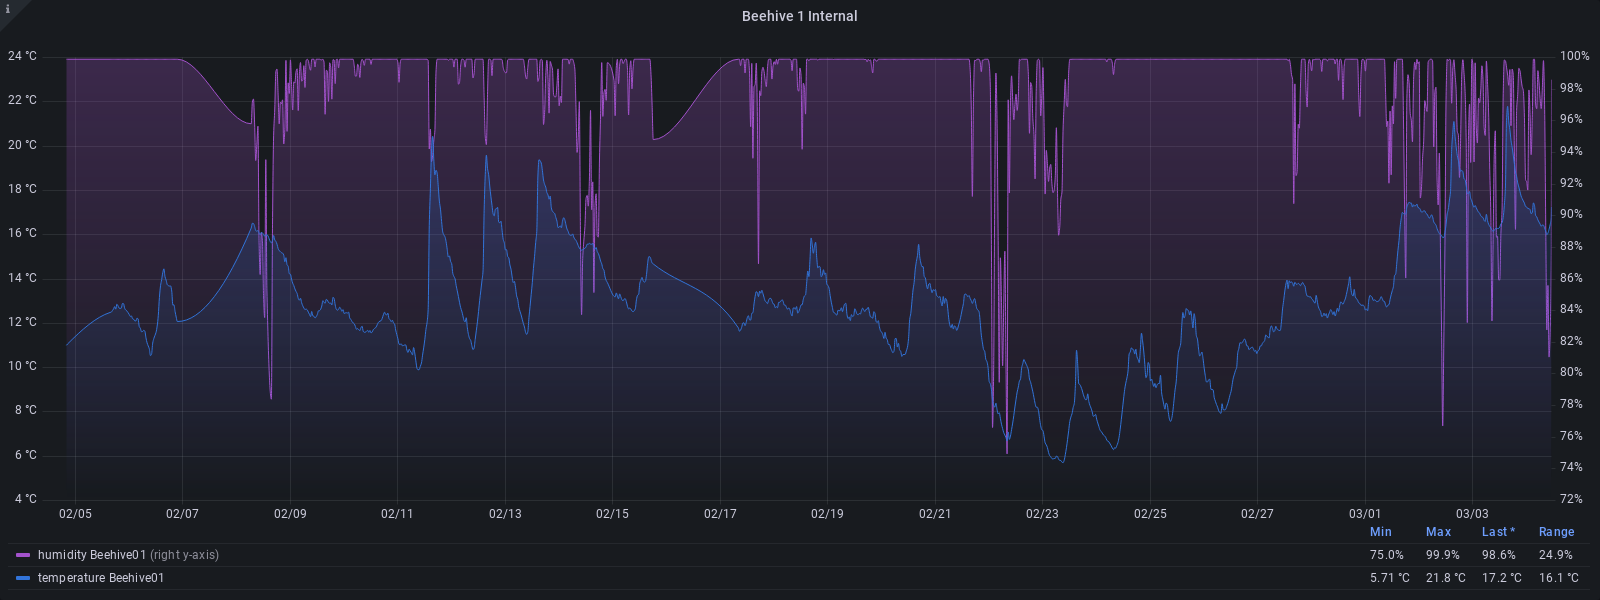 i
Beehive 1 Internal
24 °C 100%
98%
22 °C
96%
20 °C
94%
18 °C 92%
90%
16 °C
88%
14 °C 86%
84%
12 °C
82%
10 °C 80%
8 °C 78%
76%
6 °C
74%
4 °C 72%
02/05 02/07 02/09 02/11 02/13 02/15 02/17 02/19 02/21 02/23 02/25 02/27 03/01 03/03
Min Max Last * Range
humidity Beehive01 (right y-axis) 75.0% 99.9% 98.6% 24.9%
temperature Beehive01 5.71 °C 21.8 °C 17.2 °C 16.1 °C